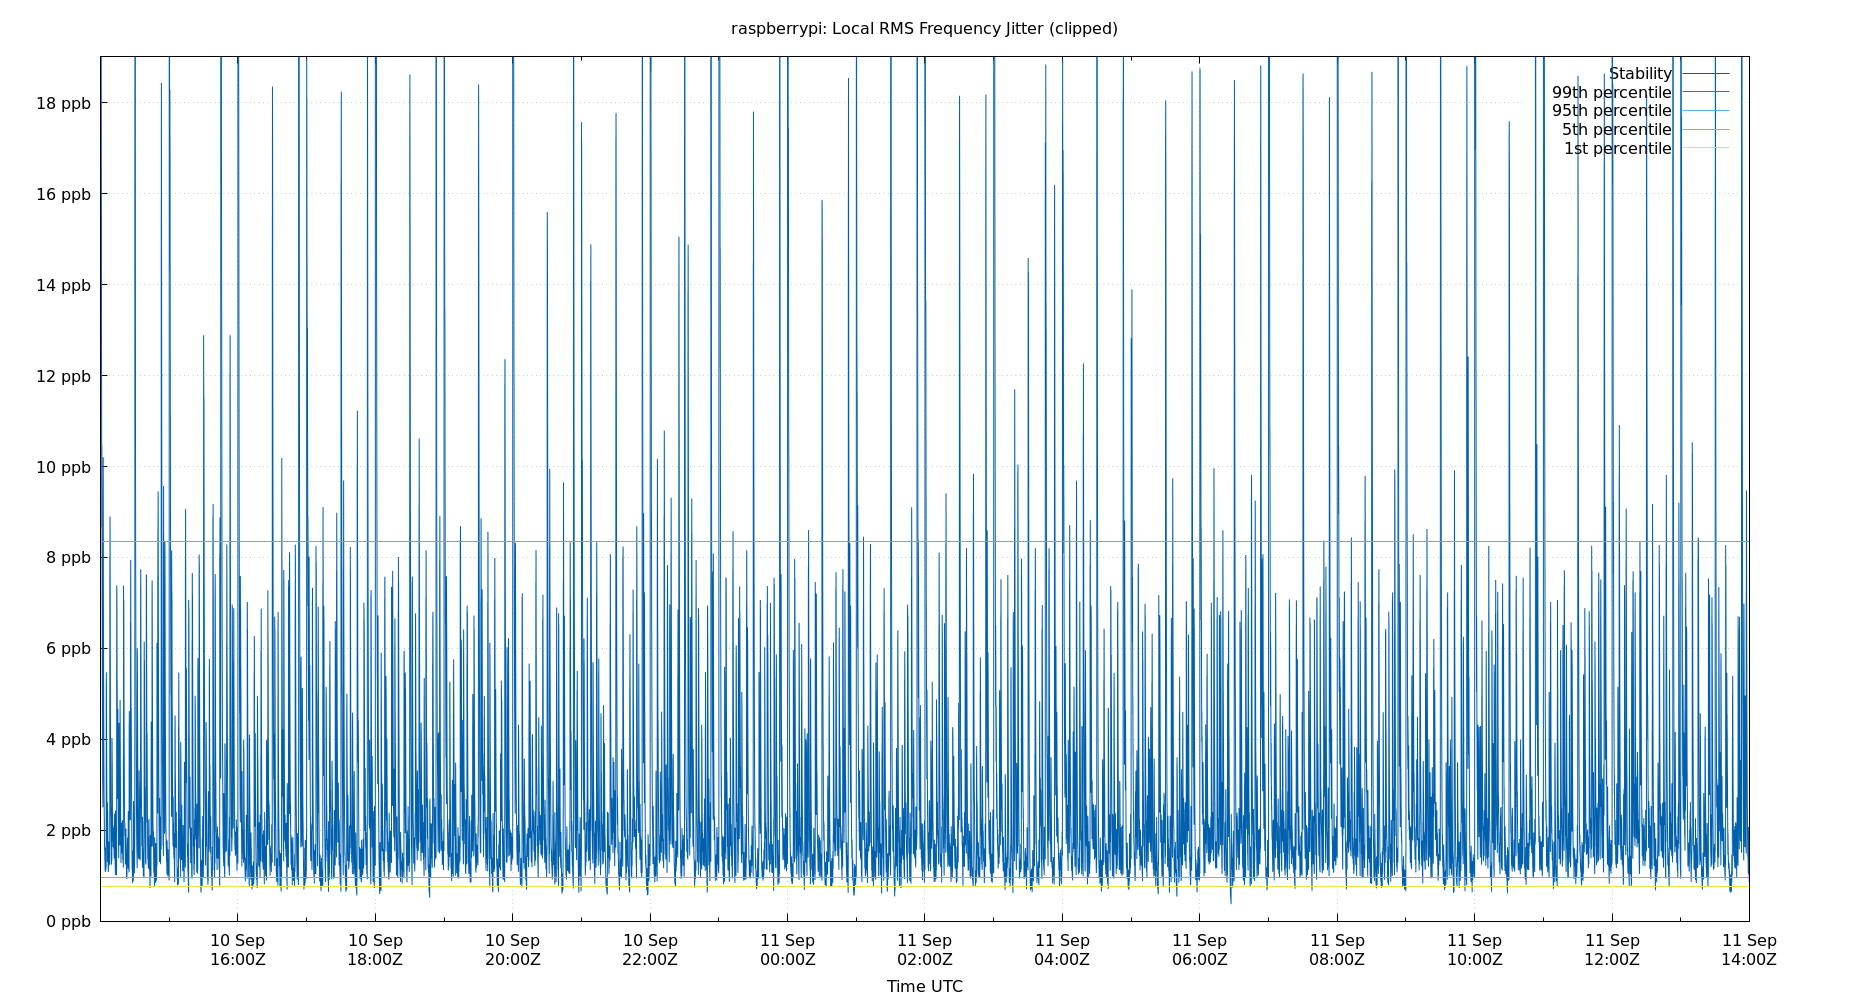 raspberrypi: Local RMS Frequency Jitter (clipped)
Stability
99th percentile
95th percentile
5th percentile
1st percentile
18 ppb
16 ppb
14 ppb
12 ppb
10 ppb
8 ppb
6 ppb
4 ppb
2 ppb
0 ppb
10 Sep 10 Sep 10 Sep 10 Sep 11 Sep 11 Sep 11 Sep 11 Sep 11 Sep 11 Sep 11 Sep 11 Sep
16:00Z 18:00Z 20:00Z 22:00Z 00:00Z 02:00Z 04:00Z 06:00Z 08:00Z 10:00Z 12:00Z 14:00Z
Time UTC